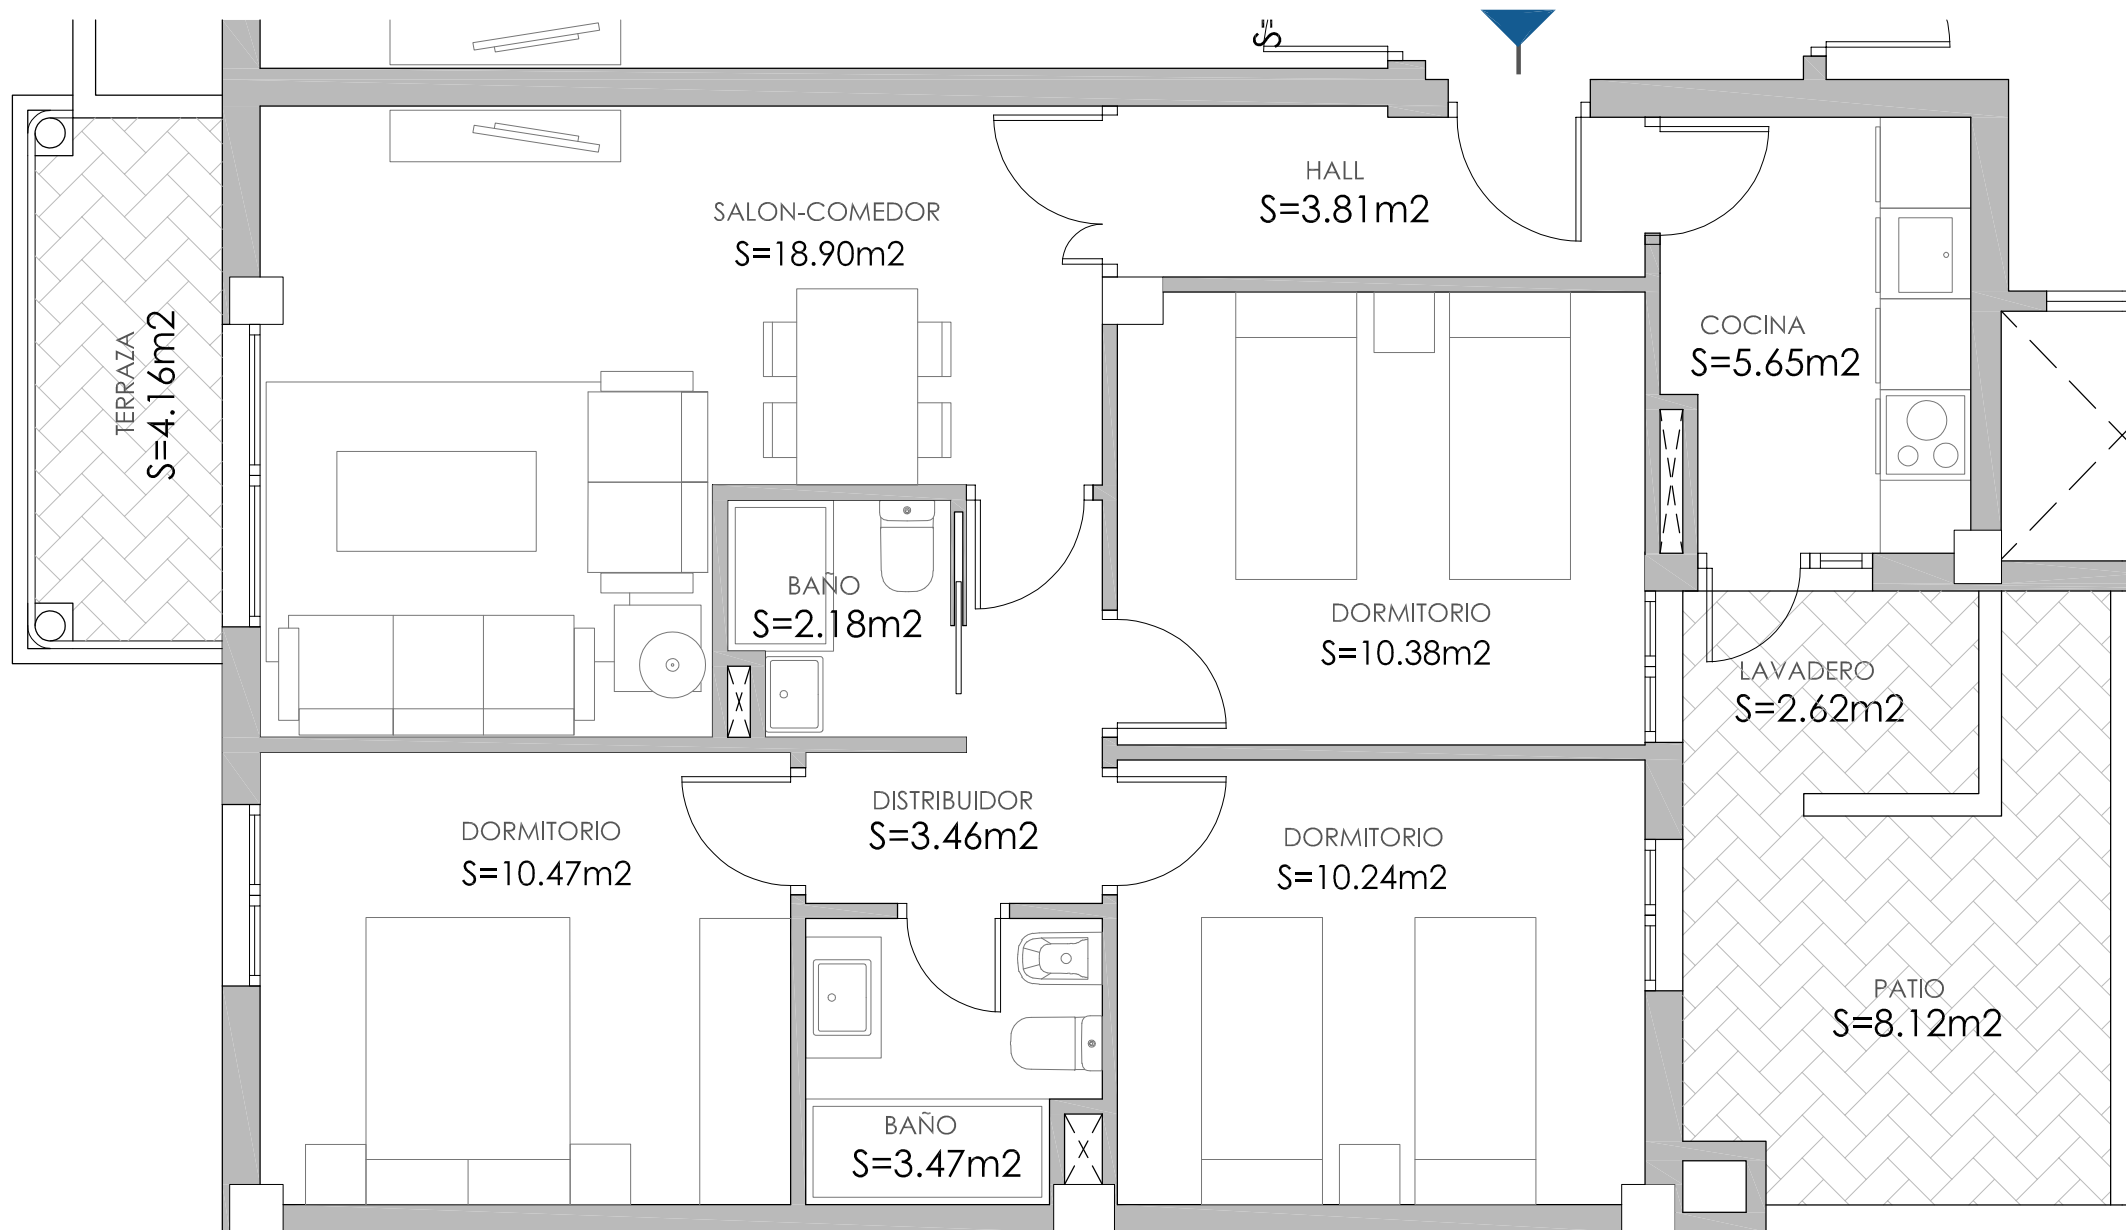 HALL
S=3.81m2
SALON-COMEDOR
S=18.90m2
COCINA
S=5.65m2
TERRAZA
S=4.16m2
BAÑO
S=2.18m2
DORMITORIO
S=10.38m2
LAVADERO
S=2.62m2
DISTRIBUIDOR
S=3.46m2
DORMITORIO
S=10.47m2
DORMITORIO
S=10.24m2
PATIO
S=8.12m2
BAÑO
S=3.47m2